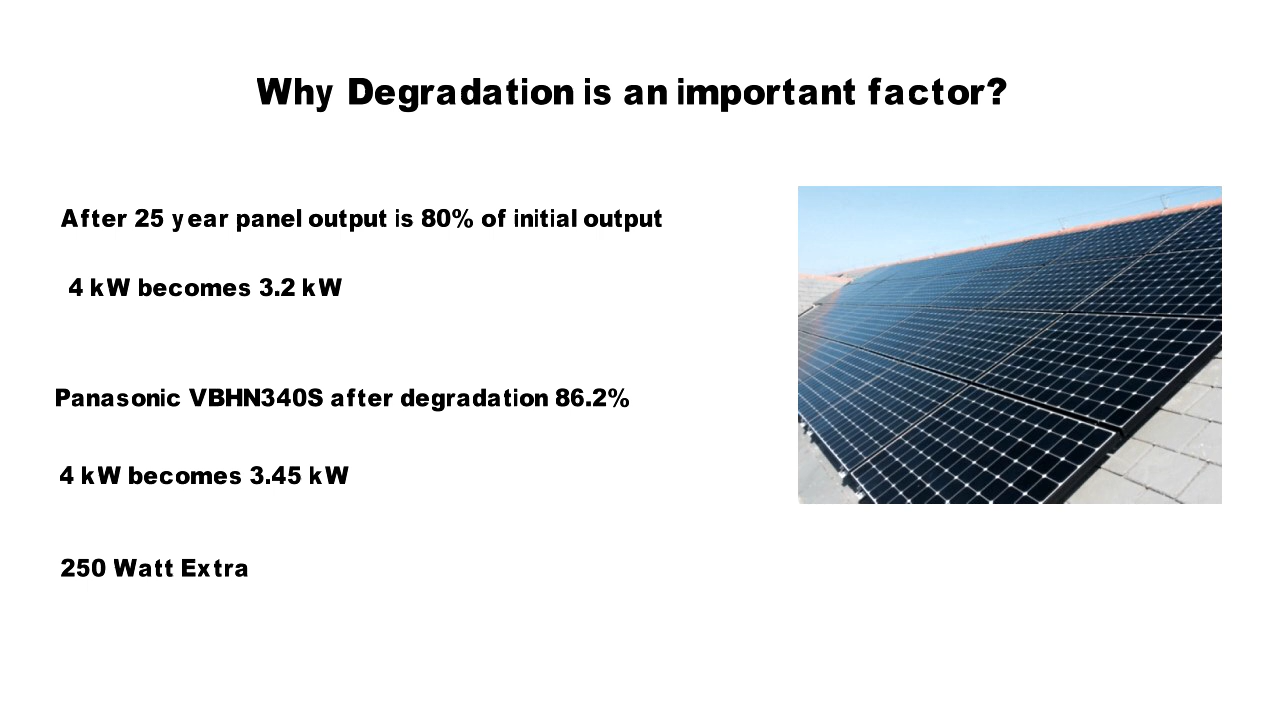 Why Degradation is an important factor?
After 25 year panel output is 80% of initial output
4 kW becomes 3.2 kW
Panasonic VBHN340S after degradation 86.2%
4 kW becomes 3.45 kW
250 Watt Extra